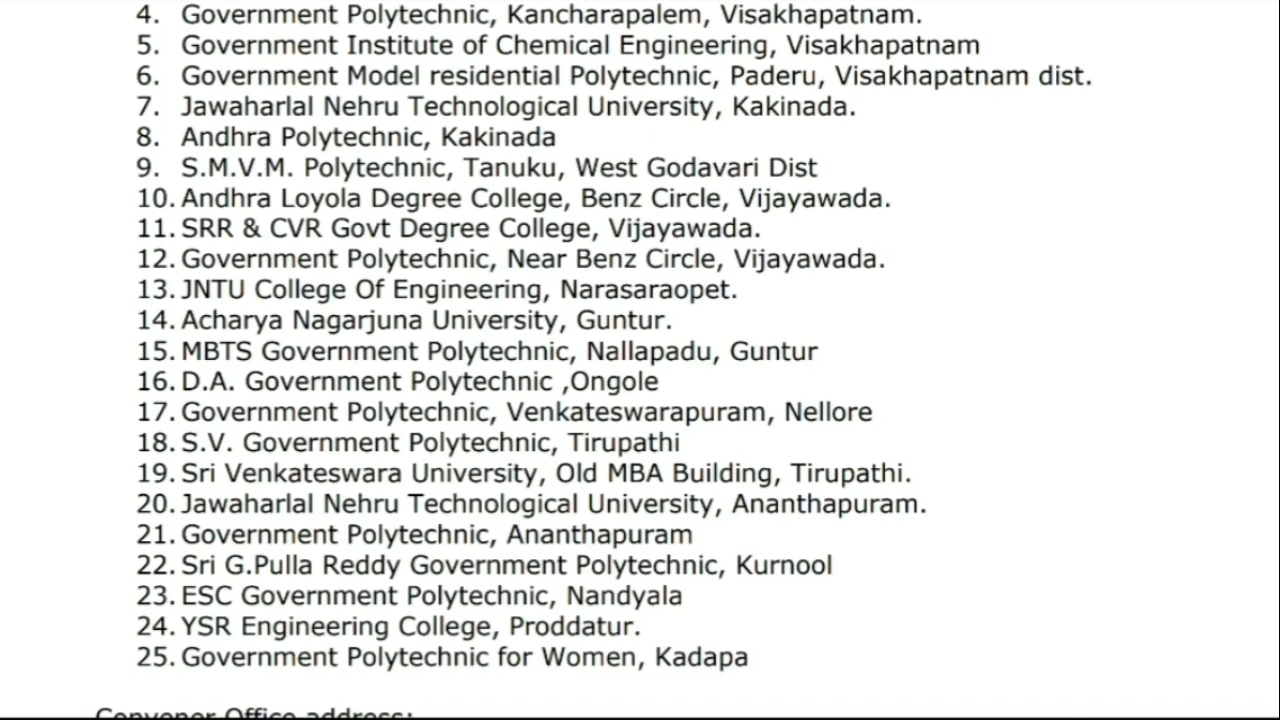 4. Government Polytechnic, Kancharapalem, Visakhapatnam.
5. Government Institute of Chemical Engineering, Visakhapatnam
6. Government Model residential Polytechnic, Paderu, Visakhapatnam dist.
7. Jawaharlal Nehru Technological University, Kakinada.
8. Andhra Polytechnic, Kakinada
9. S.M.V.M. Polytechnic, Tanuku, West Godavari Dist
10. Andhra Loyola Degree College, Benz Circle, Vijayawada.
11. SRR & CVR Govt Degree College, Vijayawada.
12. Government Polytechnic, Near Benz Circle, Vijayawada.
13. JNTU College Of Engineering, Narasaraopet.
14. Acharya Nagarjuna University, Guntur.
15. MBTS Government Polytechnic, Nallapadu, Guntur
16. D.A. Government Polytechnic ,Ongole
17. Government Polytechnic, Venkateswarapuram, Nellore
18. S.V. Government Polytechnic, Tirupathi
19. Sri Venkateswara University, Old MBA Building, Tirupathi.
20. Jawaharlal Nehru Technological University, Ananthapuram.
21. Government Polytechnic, Ananthapuram
22. Sri G.Pulla Reddy Government Polytechnic, Kurnool
23. ESC Government Polytechnic, Nandyala
24. YSR Engineering College, Proddatur.
25. Government Polytechnic for Women, Kadapa
Convenor Office address: